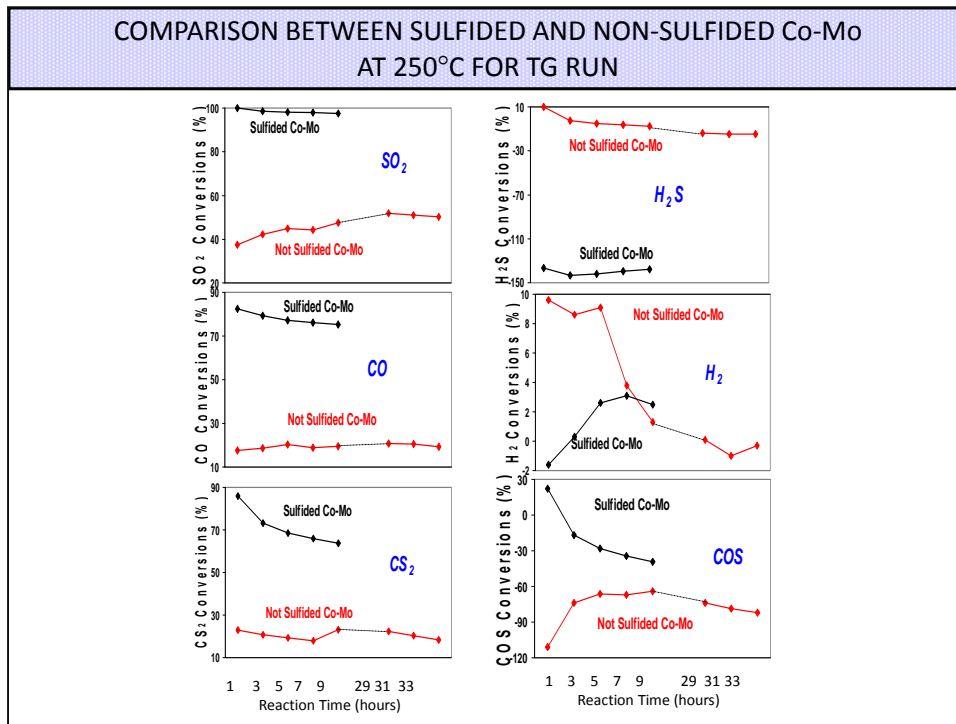 COMPARISON BETWEEN SULFIDED AND NON-SULFIDED Co-Mo
AT 250°C FOR TG RUN
SO₂ Conversions (%)
100
80
60
40
20
Sulfided Co-Mo
SO₂
Not Sulfided Co-Mo
H₂S Conversions (%)
10
-30
-70
-110
-150
Not Sulfided Co-Mo
H₂S
Sulfided Co-Mo
CO Conversions (%)
90
70
50
30
10
Sulfided Co-Mo
CO
Not Sulfided Co-Mo
H₂ Conversions (%)
10
8
6
4
2
0
-2
Not Sulfided Co-Mo
H₂
Sulfided Co-Mo
CS₂ Conversions (%)
90
70
50
30
10
Sulfided Co-Mo
CS₂
Not Sulfided Co-Mo
1 3 5 7 9 29 31 33
Reaction Time (hours)
COS Conversions (%)
30
0
-30
-60
-90
-120
Sulfided Co-Mo
COS
Not Sulfided Co-Mo
1 3 5 7 9 29 31 33
Reaction Time (hours)